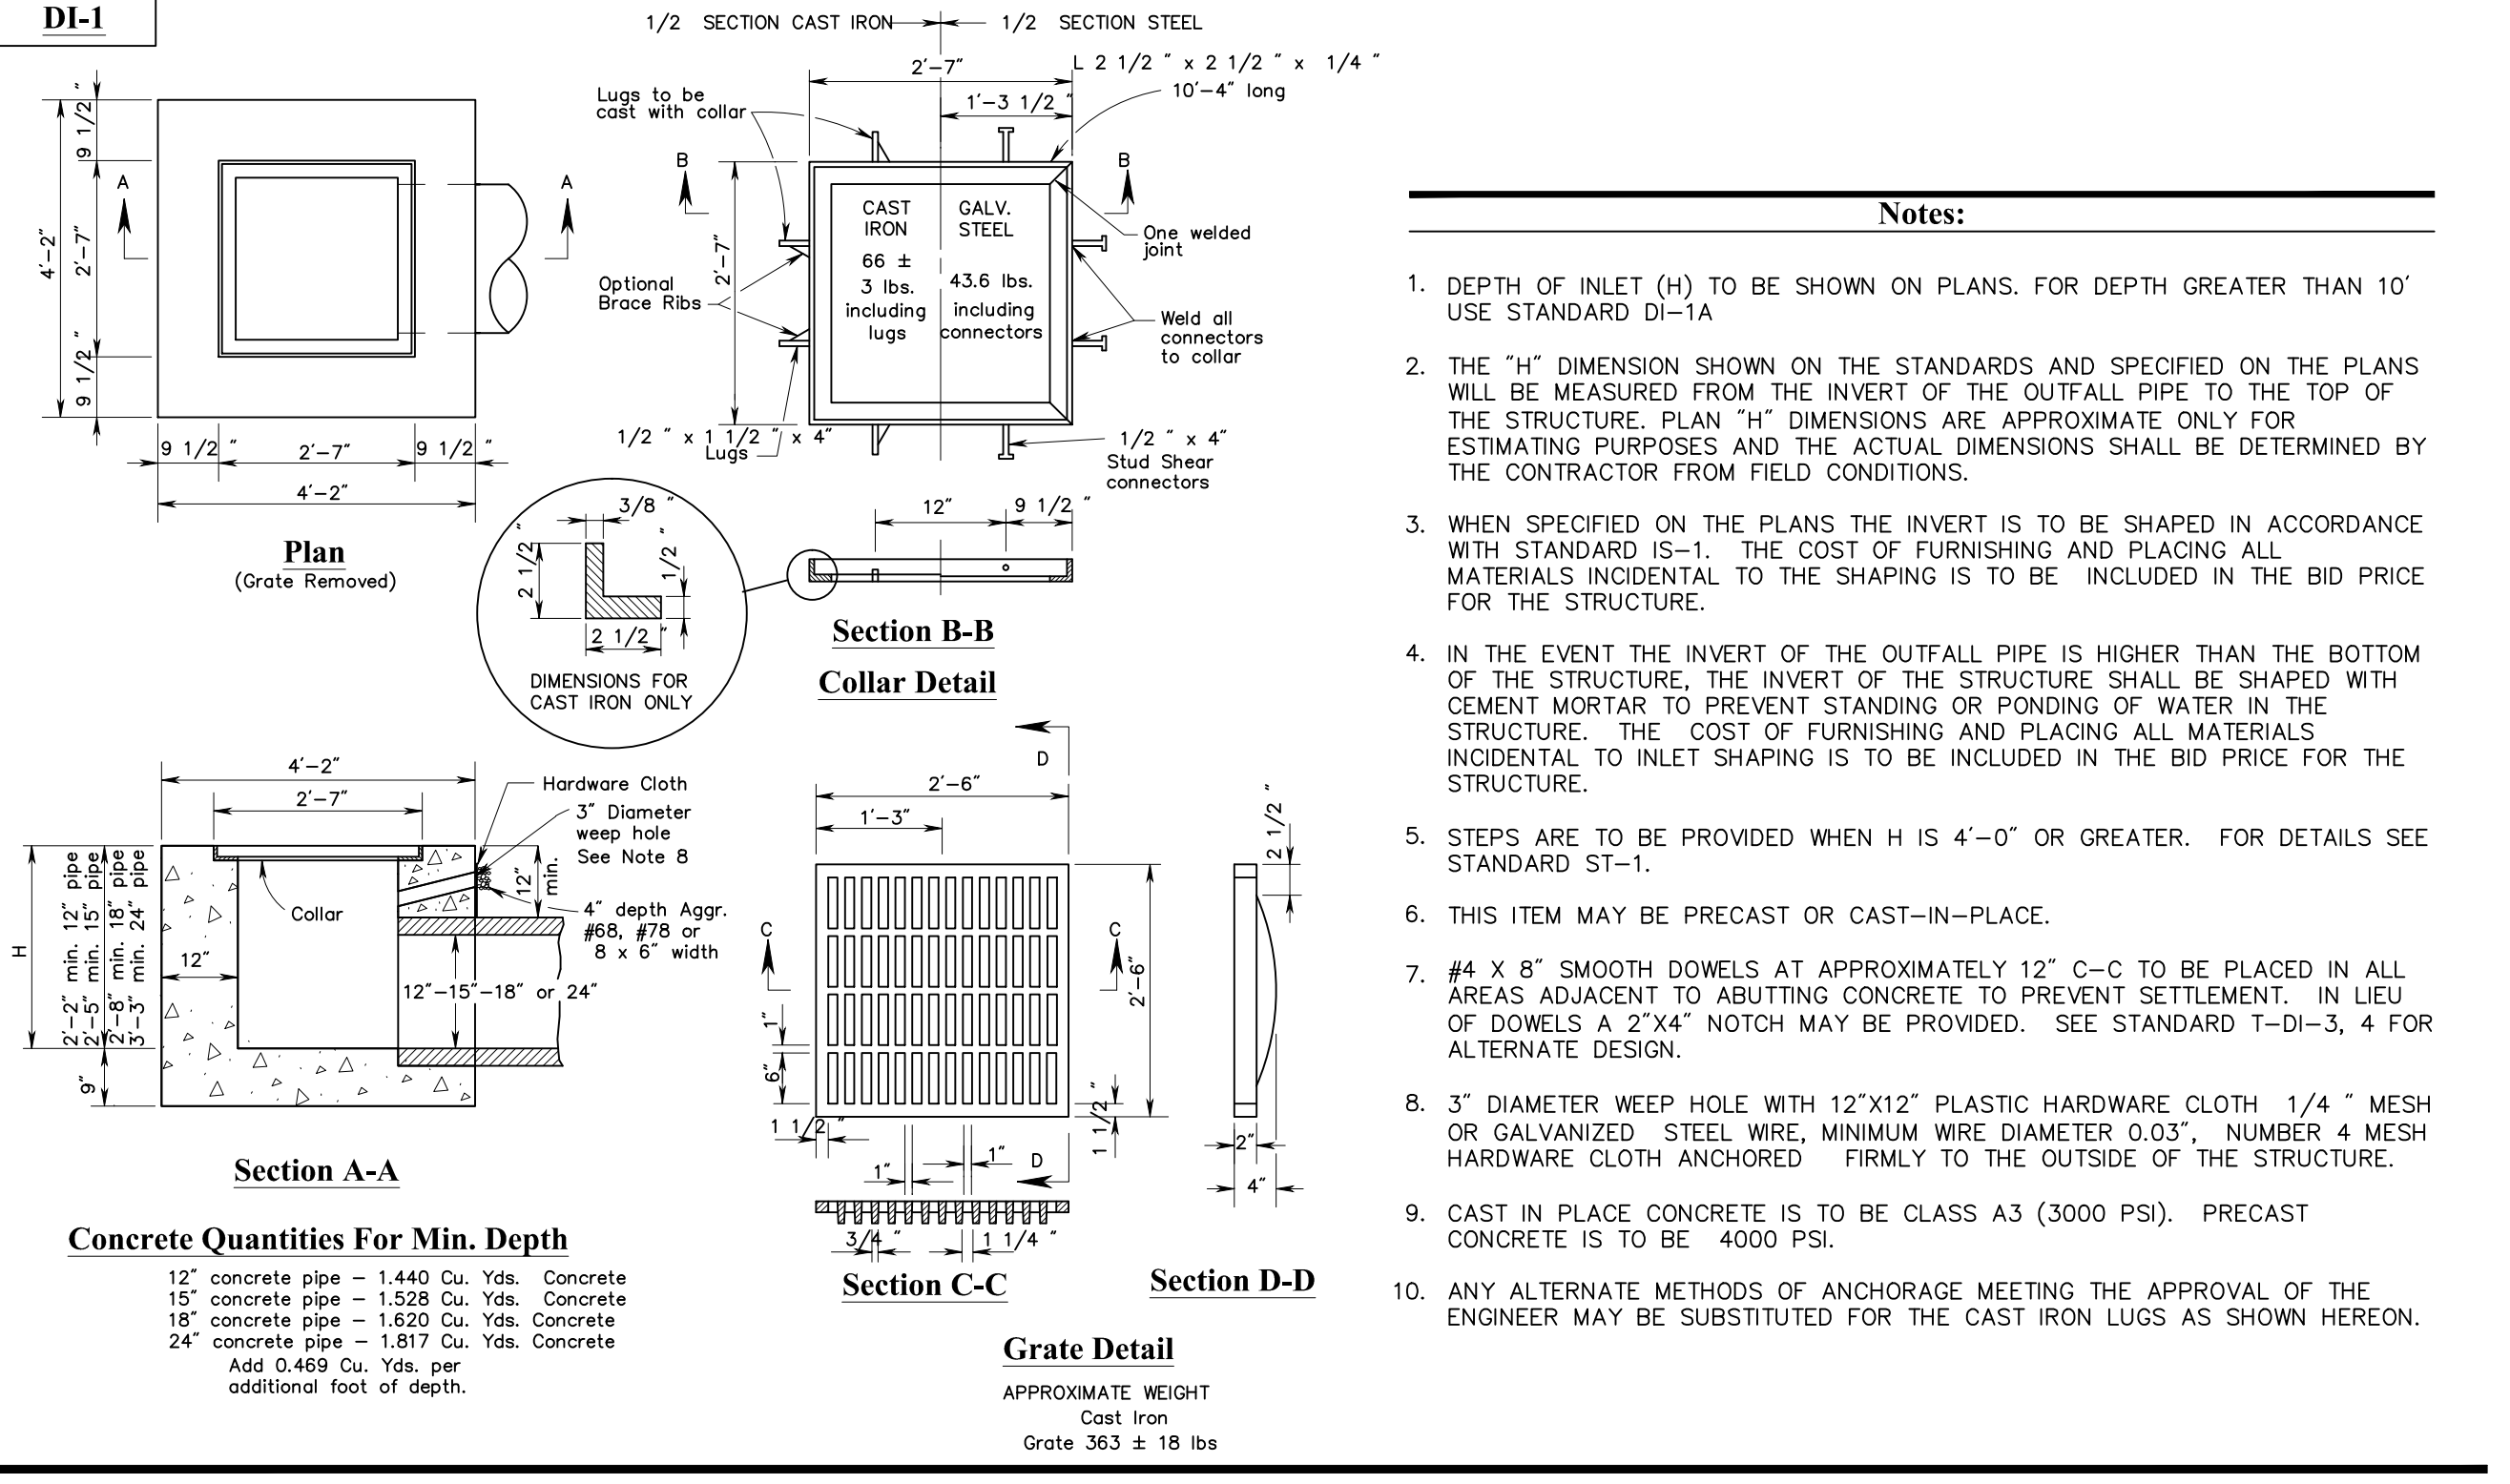 DI-1
1/2 SECTION CAST IRON
1/2 SECTION STEEL
9 1/2 "
2'-7"
9 1/2 "
4'-2"
A
A
9 1/2 "
2'-7"
9 1/2 "
4'-2"
Plan
(Grate Removed)
2'-7"
L 2 1/2 " x 2 1/2 " x 1/4 "
10'-4" long
1'-3 1/2 "
Lugs to be
cast with collar
B
B
2'-7"
CAST
IRON
66 ±
3 lbs.
including
lugs
GALV.
STEEL
43.6 lbs.
including
connectors
One welded
joint
Optional
Brace Ribs
Weld all
connectors
to collar
1/2 " x 1 1/2 " x 4"
Lugs
1/2 " x 4"
Stud Shear
connectors
12"
9 1/2 "
3/8 "
2 1/2 "
1/2 "
2 1/2 "
DIMENSIONS FOR
CAST IRON ONLY
Section B-B
Collar Detail
4'-2"
2'-7"
Hardware Cloth
3" Diameter
weep hole
See Note 8
12"
min.
4" depth Aggr.
#68, #78 or
8 x 6" width
Collar
H
2'-2" min. 12" pipe
2'-5" min. 15" pipe
2'-8" min. 18" pipe
3'-3" min. 24" pipe
12"
12"-15"-18" or 24"
9"
Section A-A
Concrete Quantities For Min. Depth
12" concrete pipe - 1.440 Cu. Yds. Concrete
15" concrete pipe - 1.528 Cu. Yds. Concrete
18" concrete pipe - 1.620 Cu. Yds. Concrete
24" concrete pipe - 1.817 Cu. Yds. Concrete
Add 0.469 Cu. Yds. per
additional foot of depth.
D
2'-6"
1'-3"
C
C
2'-6"
1"
6"
1 1/2 "
1 1/2 "
1"
1"
D
3/4 "
1 1/4 "
Section C-C
2 1/2 "
2"
4"
Section D-D
Grate Detail
APPROXIMATE WEIGHT
Cast Iron
Grate 363 ± 18 lbs
Notes:
1. DEPTH OF INLET (H) TO BE SHOWN ON PLANS. FOR DEPTH GREATER THAN 10'
USE STANDARD DI-1A
2. THE "H" DIMENSION SHOWN ON THE STANDARDS AND SPECIFIED ON THE PLANS
WILL BE MEASURED FROM THE INVERT OF THE OUTFALL PIPE TO THE TOP OF
THE STRUCTURE. PLAN "H" DIMENSIONS ARE APPROXIMATE ONLY FOR
ESTIMATING PURPOSES AND THE ACTUAL DIMENSIONS SHALL BE DETERMINED BY
THE CONTRACTOR FROM FIELD CONDITIONS.
3. WHEN SPECIFIED ON THE PLANS THE INVERT IS TO BE SHAPED IN ACCORDANCE
WITH STANDARD IS-1. THE COST OF FURNISHING AND PLACING ALL
MATERIALS INCIDENTAL TO THE SHAPING IS TO BE INCLUDED IN THE BID PRICE
FOR THE STRUCTURE.
4. IN THE EVENT THE INVERT OF THE OUTFALL PIPE IS HIGHER THAN THE BOTTOM
OF THE STRUCTURE, THE INVERT OF THE STRUCTURE SHALL BE SHAPED WITH
CEMENT MORTAR TO PREVENT STANDING OR PONDING OF WATER IN THE
STRUCTURE. THE COST OF FURNISHING AND PLACING ALL MATERIALS
INCIDENTAL TO INLET SHAPING IS TO BE INCLUDED IN THE BID PRICE FOR THE
STRUCTURE.
5. STEPS ARE TO BE PROVIDED WHEN H IS 4'-0" OR GREATER. FOR DETAILS SEE
STANDARD ST-1.
6. THIS ITEM MAY BE PRECAST OR CAST-IN-PLACE.
7. #4 X 8" SMOOTH DOWELS AT APPROXIMATELY 12" C-C TO BE PLACED IN ALL
AREAS ADJACENT TO ABUTTING CONCRETE TO PREVENT SETTLEMENT. IN LIEU
OF DOWELS A 2"X4" NOTCH MAY BE PROVIDED. SEE STANDARD T-DI-3, 4 FOR
ALTERNATE DESIGN.
8. 3" DIAMETER WEEP HOLE WITH 12"X12" PLASTIC HARDWARE CLOTH 1/4 " MESH
OR GALVANIZED STEEL WIRE, MINIMUM WIRE DIAMETER 0.03", NUMBER 4 MESH
HARDWARE CLOTH ANCHORED FIRMLY TO THE OUTSIDE OF THE STRUCTURE.
9. CAST IN PLACE CONCRETE IS TO BE CLASS A3 (3000 PSI). PRECAST
CONCRETE IS TO BE 4000 PSI.
10. ANY ALTERNATE METHODS OF ANCHORAGE MEETING THE APPROVAL OF THE
ENGINEER MAY BE SUBSTITUTED FOR THE CAST IRON LUGS AS SHOWN HEREON.